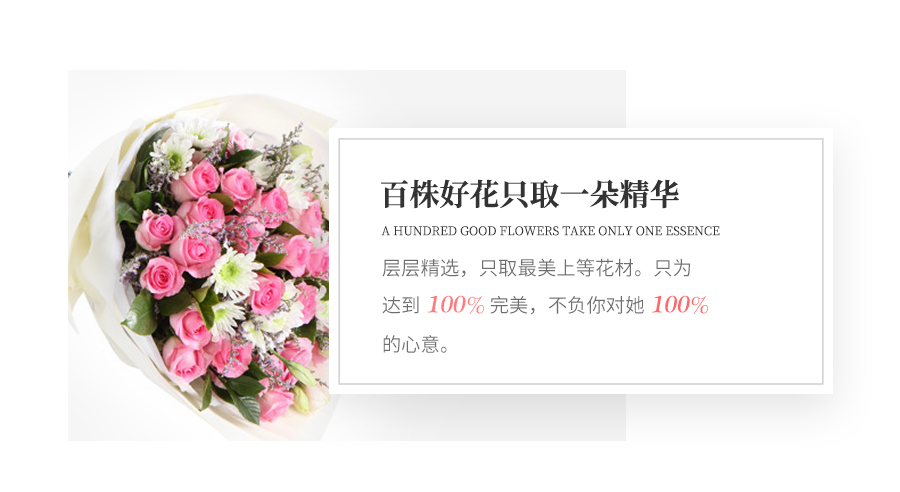 百株好花只取一朵精华
A HUNDRED GOOD FLOWERS TAKE ONLY ONE ESSENCE
层层精选，只取最美上等花材。只为
达到 100% 完美，不负你对她 100%
的心意。